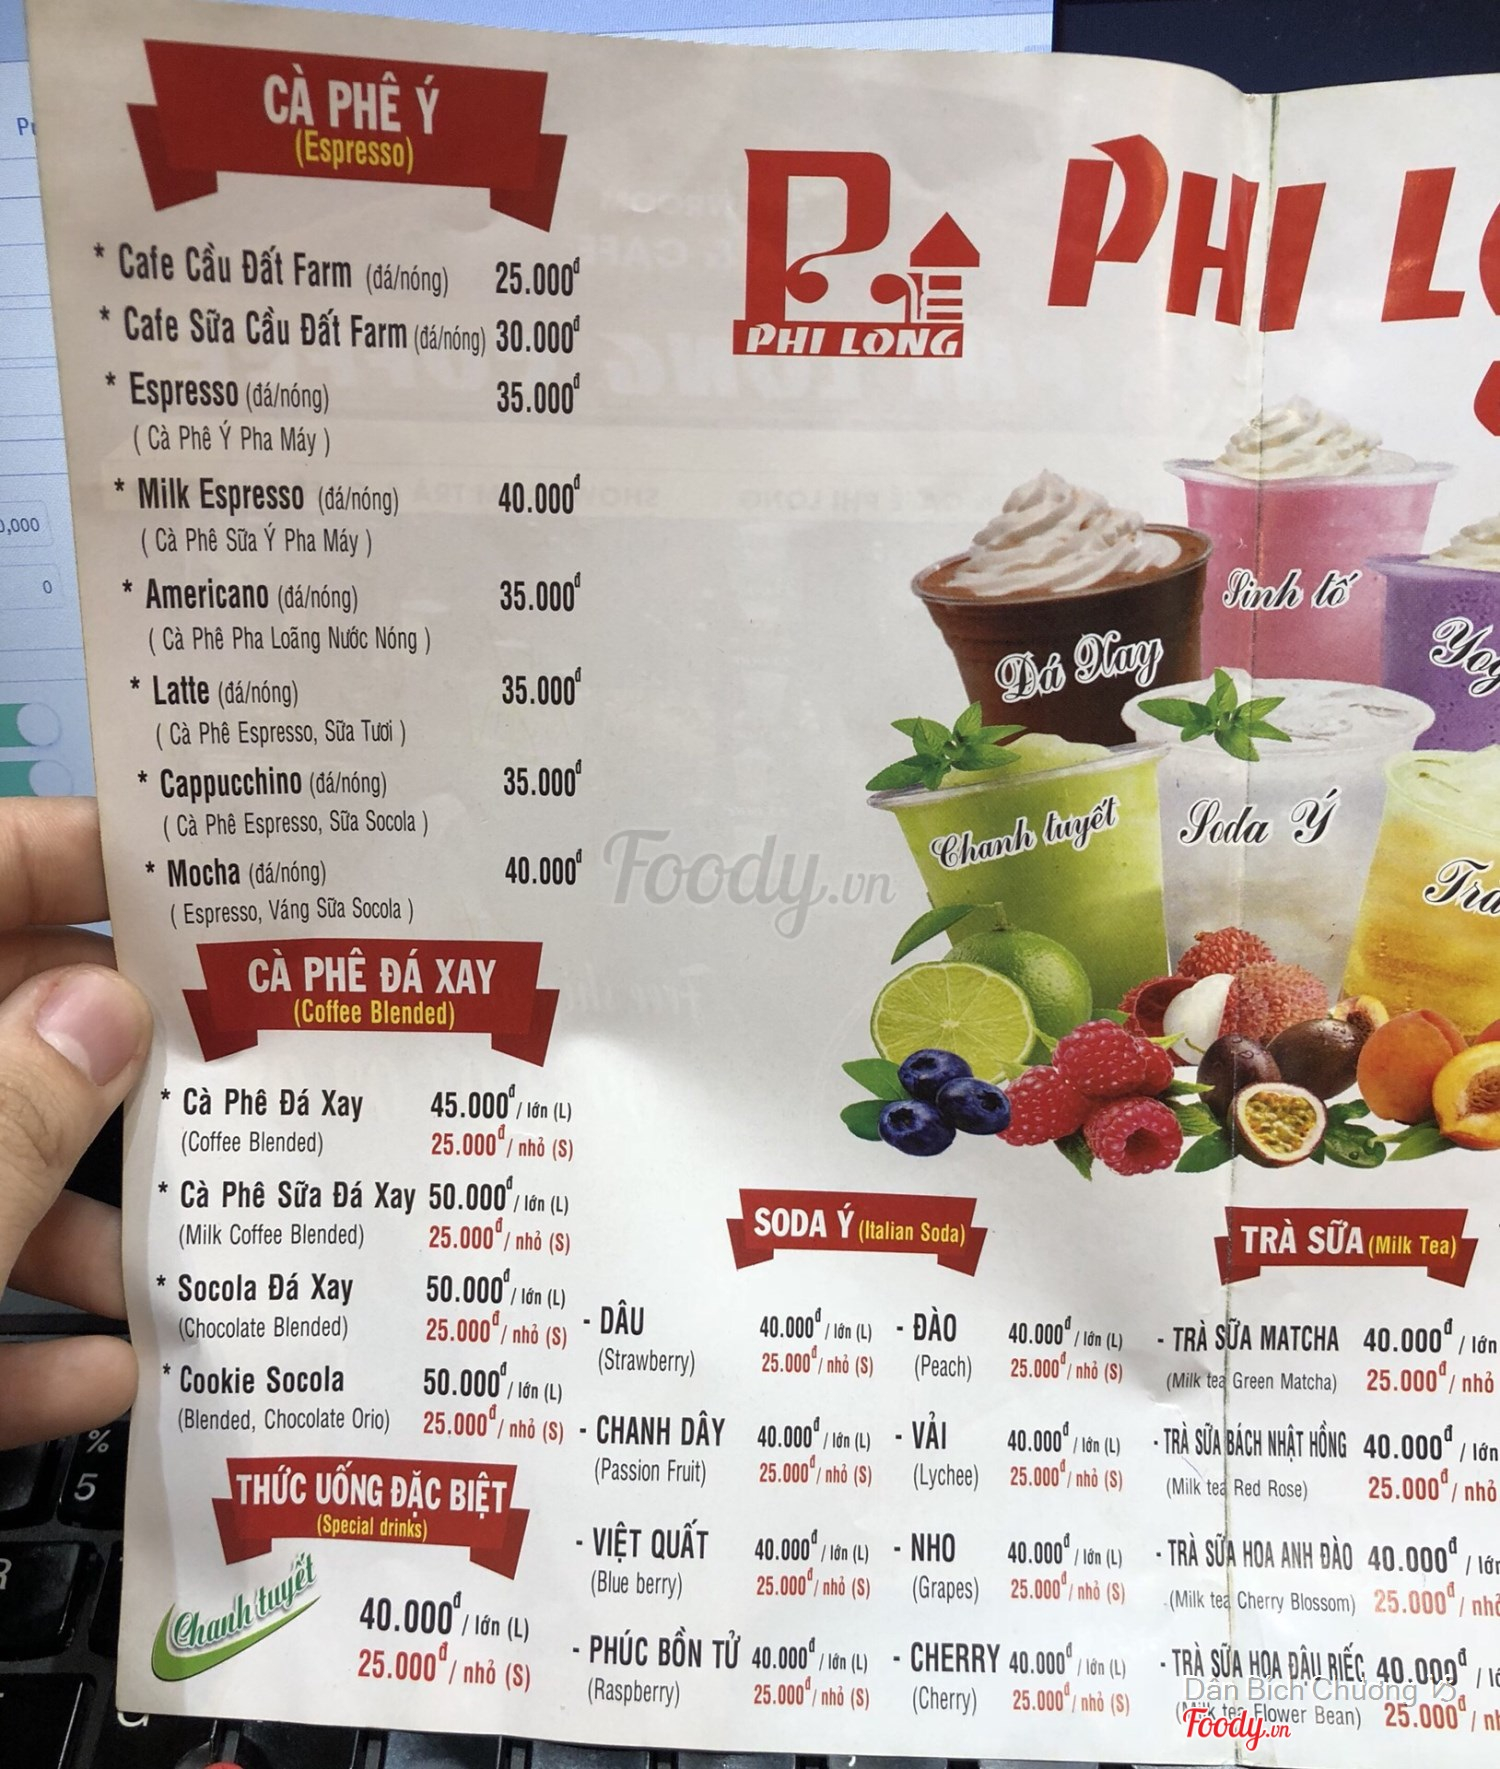 CÀ PHÊ Ý
(Espresso)
* Cafe Cầu Đất Farm (đá/nóng) 25.000đ
* Cafe Sữa Cầu Đất Farm (đá/nóng) 30.000đ
* Espresso (đá/nóng) 35.000đ
( Cà Phê Ý Pha Máy )
* Milk Espresso (đá/nóng) 40.000đ
( Cà Phê Sữa Ý Pha Máy )
* Americano (đá/nóng) 35.000đ
( Cà Phê Pha Loãng Nước Nóng )
* Latte (đá/nóng) 35.000đ
( Cà Phê Espresso, Sữa Tươi )
* Cappucchino (đá/nóng) 35.000đ
( Cà Phê Espresso, Sữa Socola )
* Mocha (đá/nóng) 40.000đ
( Espresso, Váng Sữa Socola )
CÀ PHÊ ĐÁ XAY
(Coffee Blended)
* Cà Phê Đá Xay 45.000đ/ lớn (L)
(Coffee Blended) 25.000đ/ nhỏ (S)
* Cà Phê Sữa Đá Xay 50.000đ/ lớn (L)
(Milk Coffee Blended) 25.000đ/ nhỏ (S)
* Socola Đá Xay 50.000đ/ lớn (L)
(Chocolate Blended) 25.000đ/ nhỏ (S)
* Cookie Socola 50.000đ/ lớn (L)
(Blended, Chocolate Orio) 25.000đ/ nhỏ (S)
THỨC UỐNG ĐẶC BIỆT
(Special drinks)
Chanh tuyết
40.000đ/ lớn (L)
25.000đ/ nhỏ (S)
PHI LONG
PHI
Đá Xay
Sinh tố
Chanh tuyết
Soda Ý
Foody.vn
SODA Ý (Italian Soda)
- DÂU 40.000đ/ lớn (L)
(Strawberry) 25.000đ/ nhỏ (S)
- CHANH DÂY 40.000đ/ lớn (L)
(Passion Fruit) 25.000đ/ nhỏ (S)
- VIỆT QUẤT 40.000đ/ lớn (L)
(Blue berry) 25.000đ/ nhỏ (S)
- PHÚC BỒN TỬ 40.000đ/ lớn (L)
(Raspberry) 25.000đ/ nhỏ (S)
- ĐÀO 40.000đ/ lớn (L)
(Peach) 25.000đ/ nhỏ (S)
- VẢI 40.000đ/ lớn (L)
(Lychee) 25.000đ/ nhỏ (S)
- NHO 40.000đ/ lớn (L)
(Grapes) 25.000đ/ nhỏ (S)
- CHERRY 40.000đ/ lớn (L)
(Cherry) 25.000đ/ nhỏ (S)
TRÀ SỮA (Milk Tea)
- TRÀ SỮA MATCHA 40.000đ/ lớn
(Milk tea Green Matcha) 25.000đ/ nhỏ
- TRÀ SỮA BÁCH NHẬT HỒNG 40.000đ/ lớn
(Milk tea Red Rose) 25.000đ/ nhỏ
- TRÀ SỮA HOA ANH ĐÀO 40.000đ/ lớn
(Milk tea Cherry Blossom) 25.000đ/ nhỏ
- TRÀ SỮA HOA ĐẬU BIẾC 40.000đ
(Milk tea Flower Bean) 25.000đ
Dân Bích Chương
Foody.vn
0
%
5